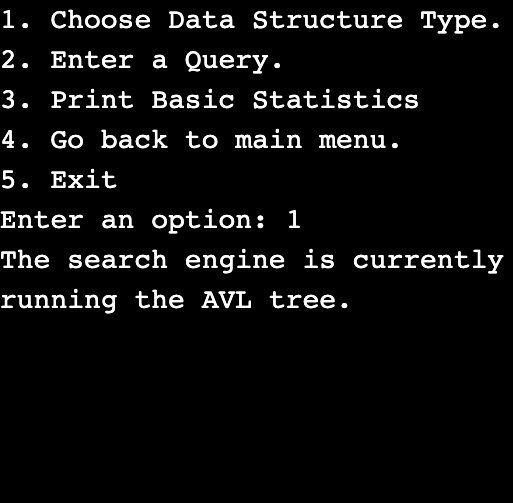 1. Choose Data Structure Type.
2. Enter a Query.
3. Print Basic Statistics
4. Go back to main menu.
5. Exit
Enter an option: 1
The search engine is currently
running the AVL tree.